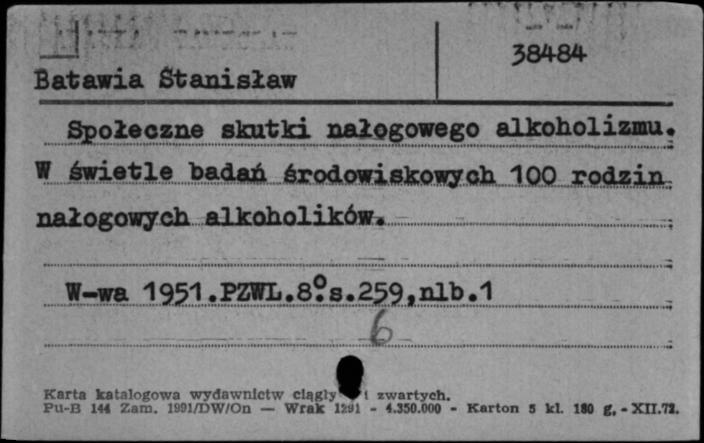 38484
Batawia Stanisław
Społeczne skutki nałogowego alkoholizmu.
W świetle badań środowiskowych 100 rodzin
nałogowych alkoholików.
W-wa 1951.PZWL.8° s.259,nlb.1
6
Karta katalogowa wydawnictw ciągły i zwartych.
Pu-B 144 Zam. 1991/DW/On — Wrak 1291 - 4.350.000 - Karton 5 kl. 180 g. - XII.72.